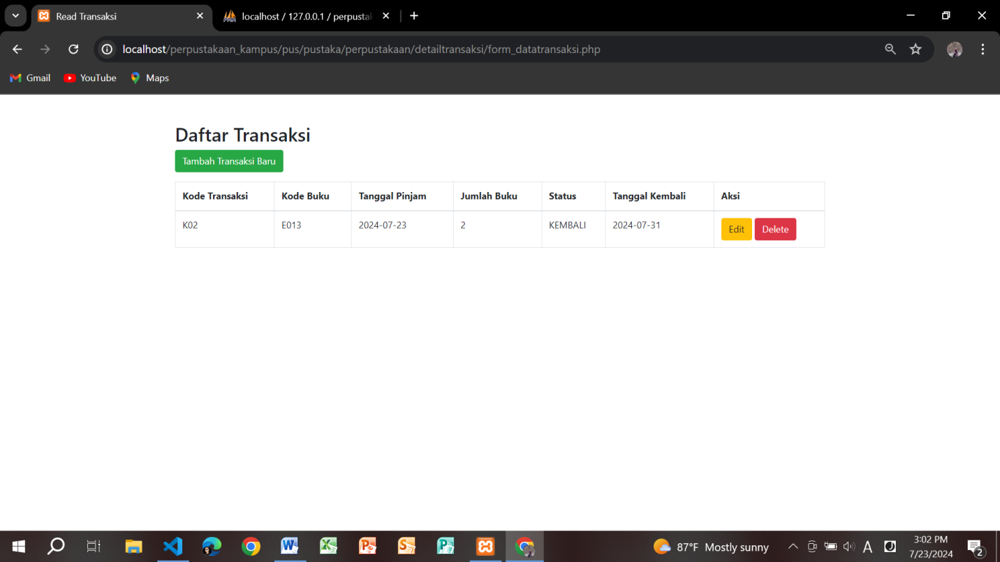 Read Transaksi
localhost / 127.0.0.1 / perpusta
localhost/perpustakaan_kampus/pus/pustaka/perpustakaan/detailtransaksi/form_datatransaksi.php
Gmail YouTube Maps
Daftar Transaksi
Tambah Transaksi Baru
Kode Transaksi Kode Buku Tanggal Pinjam Jumlah Buku Status Tanggal Kembali Aksi
K02 E013 2024-07-23 2 KEMBALI 2024-07-31 Edit Delete
87°F Mostly sunny
A
3:02 PM
7/23/2024
2